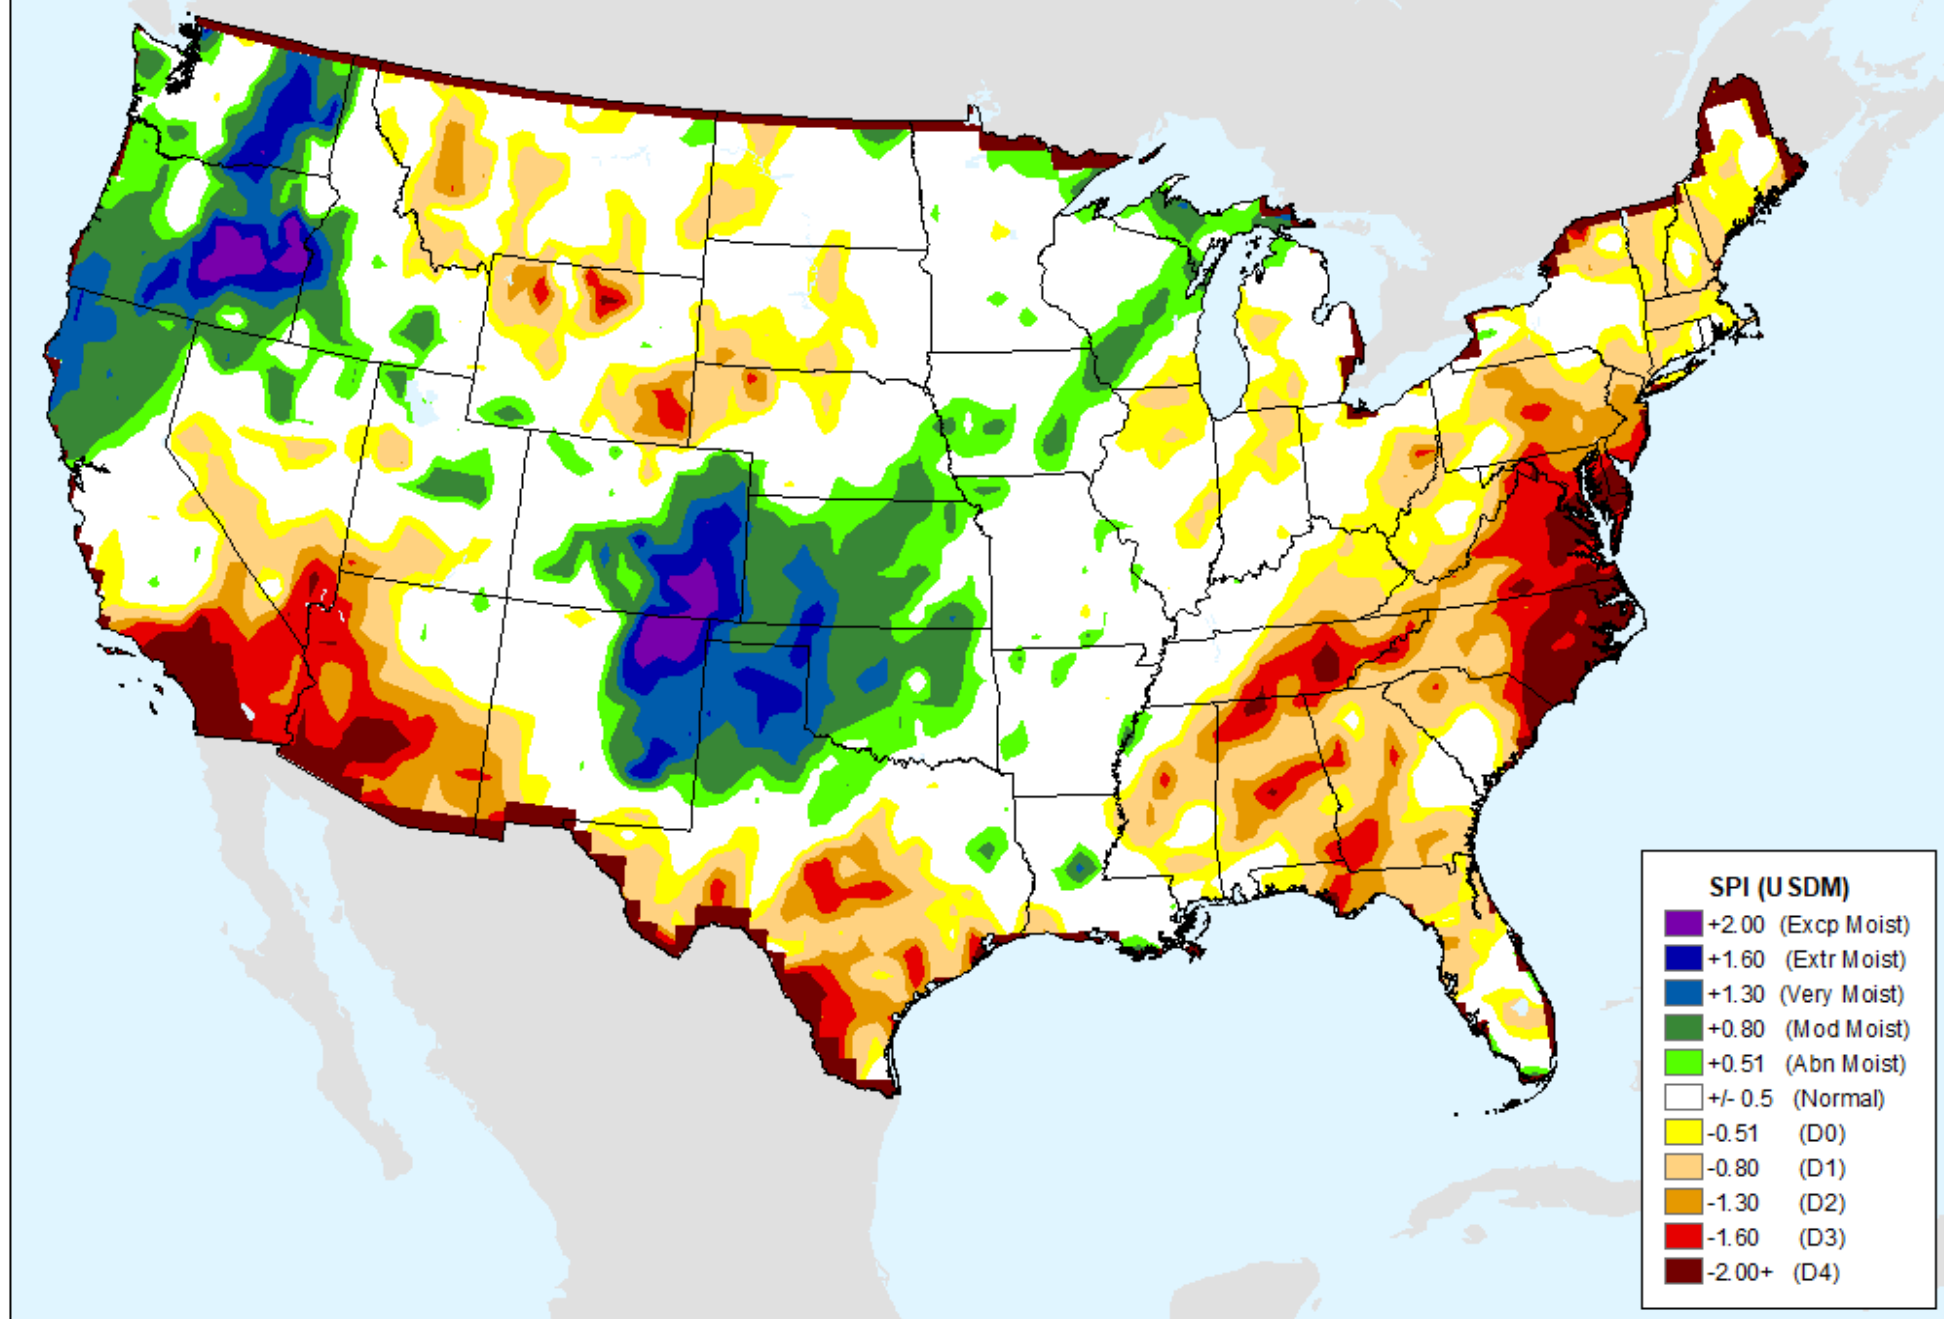 SPI (USDM)
+2.00 (Excp Moist)
+1.60 (Extr Moist)
+1.30 (Very Moist)
+0.80 (Mod Moist)
+0.51 (Abn Moist)
+/- 0.5 (Normal)
-0.51 (D0)
-0.80 (D1)
-1.30 (D2)
-1.60 (D3)
-2.00+ (D4)